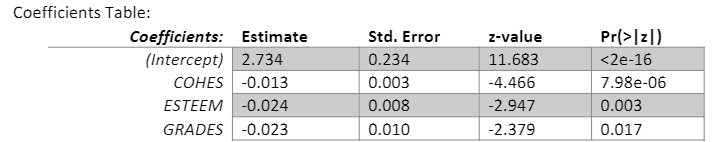 Coefficients Table:
Coefficients: Estimate Std. Error z-value Pr(>|z|)
(Intercept) 2.734 0.234 11.683 <2e-16
COHES -0.013 0.003 -4.466 7.98e-06
ESTEEM -0.024 0.008 -2.947 0.003
GRADES -0.023 0.010 -2.379 0.017